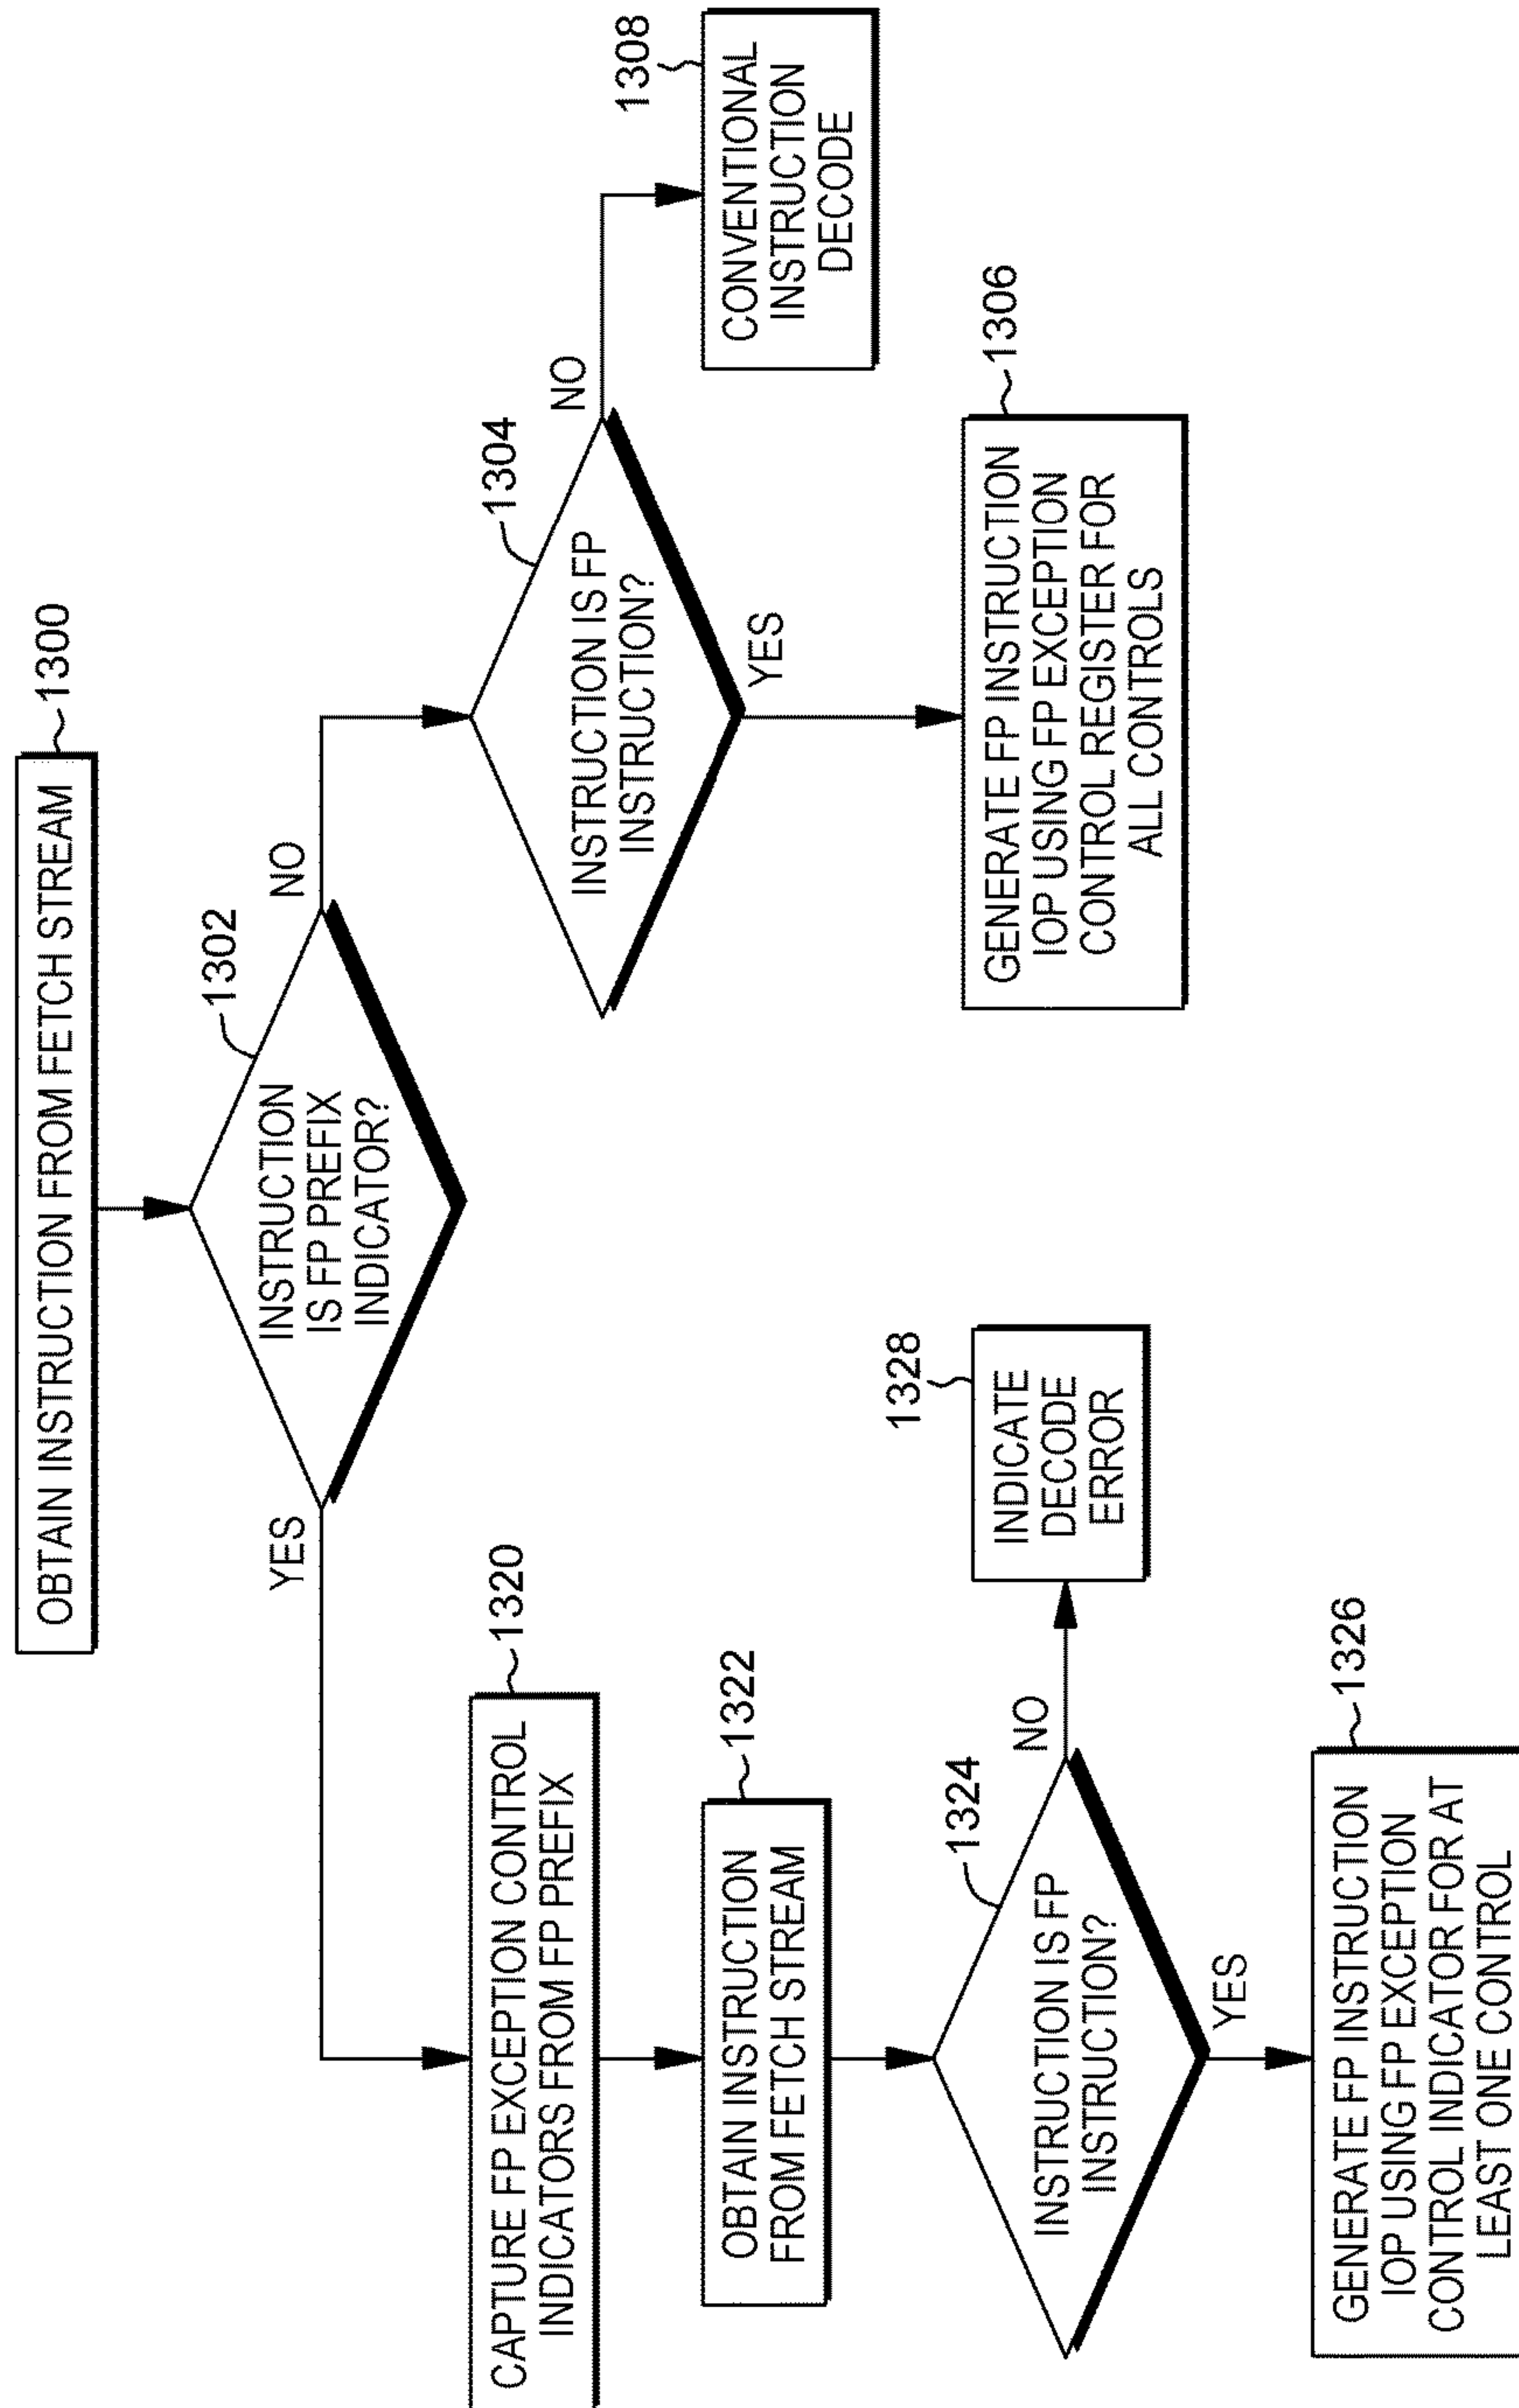 OBTAIN INSTRUCTION FROM FETCH STREAM
1300
INSTRUCTION
IS FP PREFIX
INDICATOR?
1302
YES
NO
CAPTURE FP EXCEPTION CONTROL
INDICATORS FROM FP PREFIX
1320
OBTAIN INSTRUCTION
FROM FETCH STREAM
1322
INSTRUCTION IS FP
INSTRUCTION?
1324
NO
INDICATE
DECODE
ERROR
1328
YES
GENERATE FP INSTRUCTION
IOP USING FP EXCEPTION
CONTROL INDICATOR FOR AT
LEAST ONE CONTROL
1326
INSTRUCTION IS FP
INSTRUCTION?
1304
NO
CONVENTIONAL
INSTRUCTION
DECODE
1308
YES
GENERATE FP INSTRUCTION
IOP USING FP EXCEPTION
CONTROL REGISTER FOR
ALL CONTROLS
1306